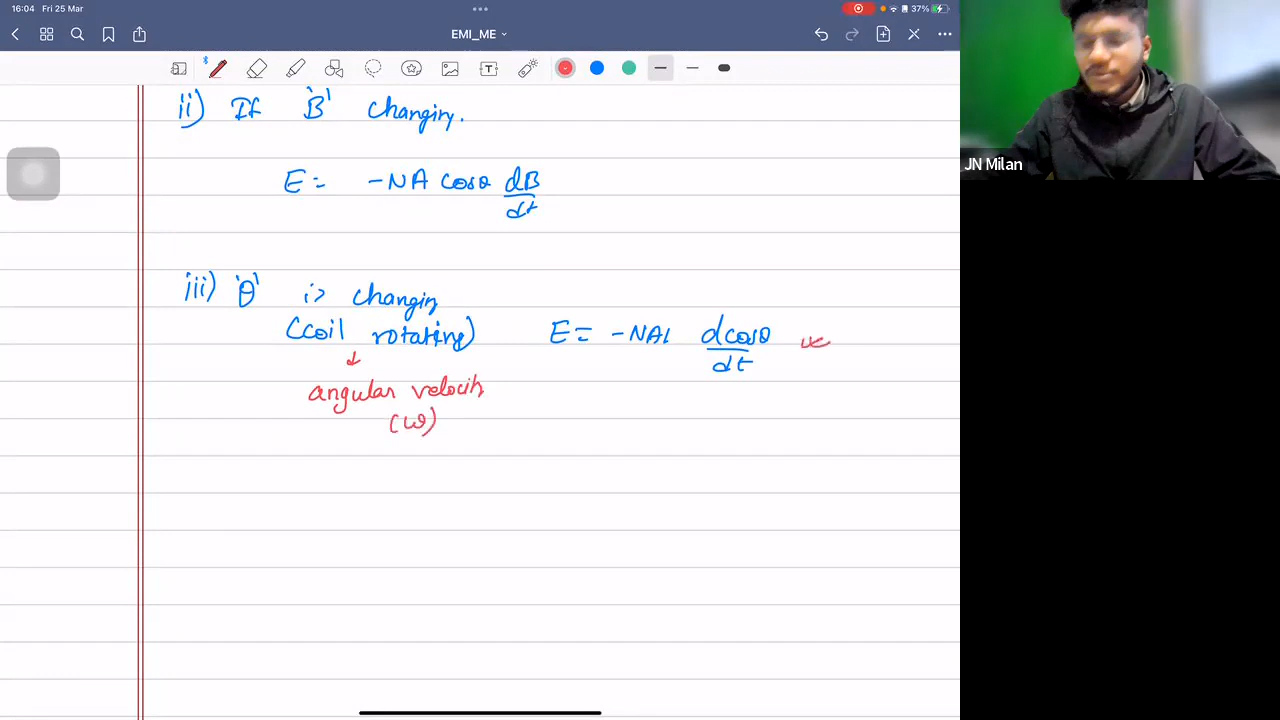 16:04 Fri 25 Mar
37%
EMI_ME
JN Milan
ii) If 'B' changing.
E = -NA cosθ dB/dt
iii) 'θ' is changing
(coil rotating) E = -NAB dcosθ/dt
angular velocity
(ω)